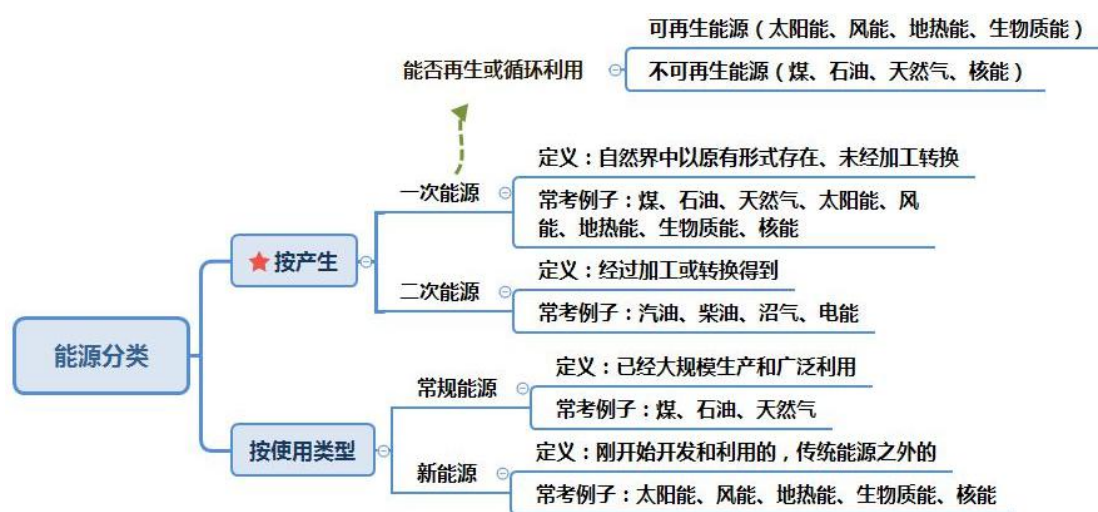 可再生能源（太阳能、风能、地热能、生物质能）
能否再生或循环利用
不可再生能源（煤、石油、天然气、核能）
定义：自然界中以原有形式存在、未经加工转换
一次能源
常考例子：煤、石油、天然气、太阳能、风
能、地热能、生物质能、核能
★按产生
定义：经过加工或转换得到
二次能源
常考例子：汽油、柴油、沼气、电能
能源分类
定义：已经大规模生产和广泛利用
常规能源
常考例子：煤、石油、天然气
按使用类型
定义：刚开始开发和利用的，传统能源之外的
新能源
常考例子：太阳能、风能、地热能、生物质能、核能